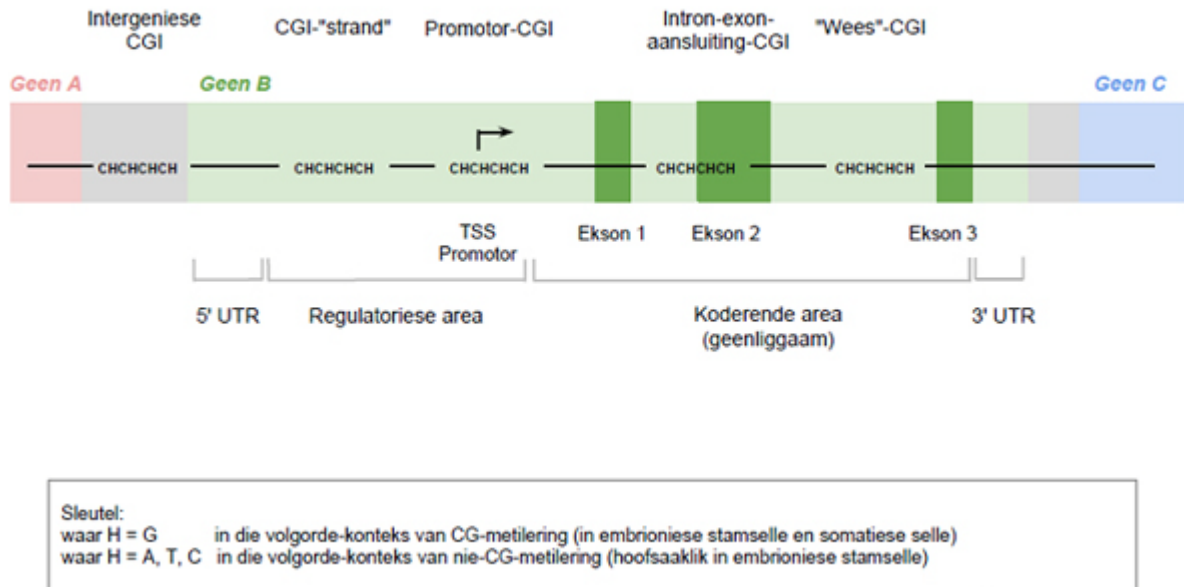 Intergeniese
CGI
CGI-"strand"
Promotor-CGI
Intron-exon-
aansluiting-CGI
"Wees"-CGI
Geen A
Geen B
Geen C
CHCHCHCH
CHCHCHCH
CHCHCHCH
CHCHCHCH
CHCHCHCH
TSS
Promotor
Ekson 1
Ekson 2
Ekson 3
5' UTR
Regulatoriese area
Koderende area
(geenliggaam)
3' UTR
Sleutel:
waar H = G in die volgorde-konteks van CG-metilering (in embrioniese stamselle en somatiese selle)
waar H = A, T, C in die volgorde-konteks van nie-CG-metilering (hoofsaaklik in embrioniese stamselle)